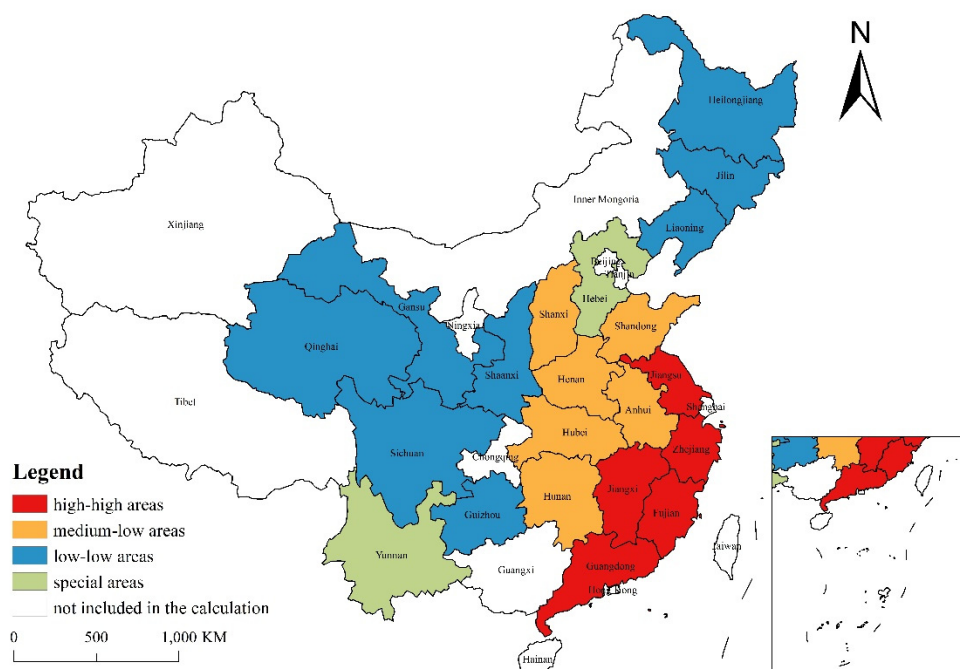 N
Heilongjiang
Jilin
Liaoning
Inner Mongoria
Xinjiang
Beijing
Tianjin
Hebei
Gansu
Ningxia
Shanxi
Shandong
Qinghai
Shaanxi
Henan
Jiangsu
Shanghai
Tibet
Anhui
Hubei
Zhejiang
Sichuan
Chongqing
Hunan
Jiangxi
Fujian
Guizhou
Yunnan
Guangxi
Guangdong
Hong Kong
Taiwan
Hainan
Legend
high-high areas
medium-low areas
low-low areas
special areas
not included in the calculation
0 500 1,000 KM